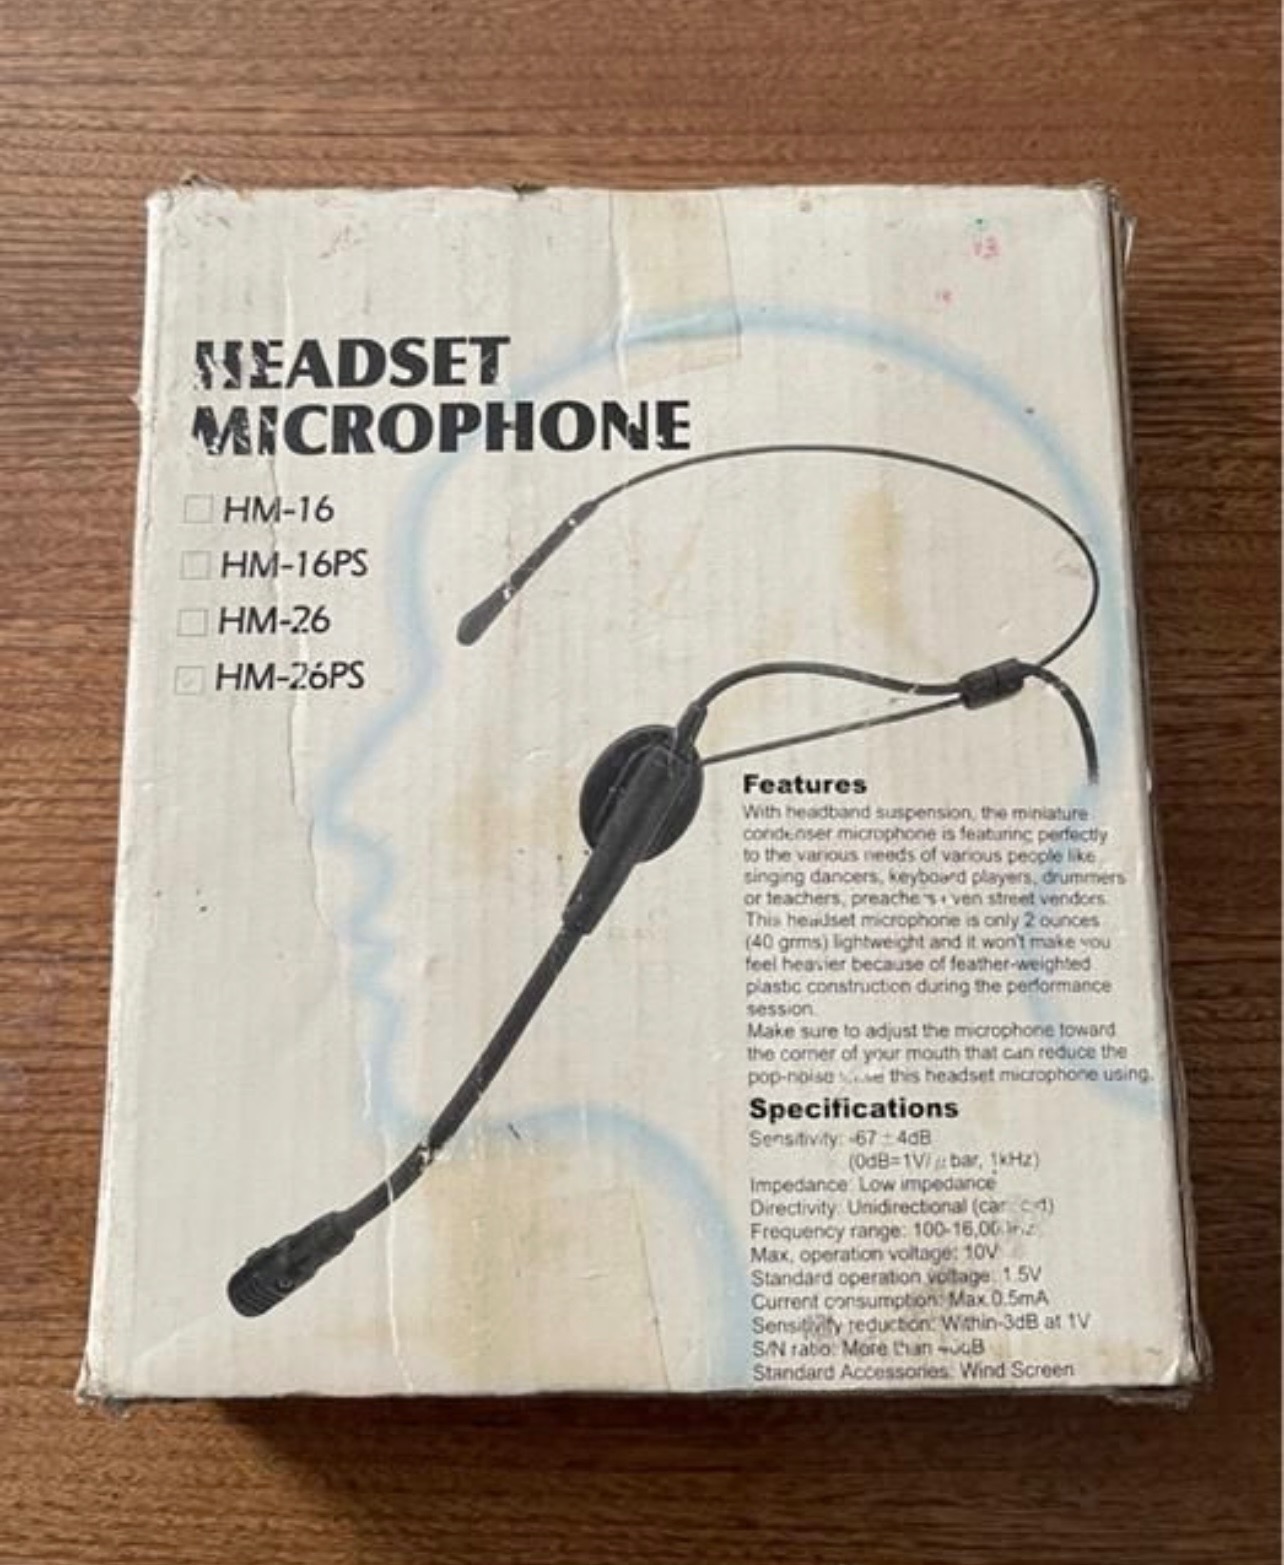 HEADSET
MICROPHONE
HM-16
HM-16PS
HM-26
HM-26PS
Features
With headband suspension, the miniature
condenser microphone is featuring perfectly
to the various needs of various people like
singing dancers, keyboard players, drummers
or teachers, street vendors.
This headset microphone is only 2 ounces
(40 grms) lightweight and it won't make you
feel heavier because of feather-weighted
plastic construction during the performance
session.
Make sure to adjust the microphone toward
the corner of your mouth that can reduce the
pop-noise this headset microphone using.
Specifications
Sensitivity: -67 ± 4dB
(0dB=1V/μbar, 1kHz)
Impedance: Low impedance
Directivity: Unidirectional
Frequency range:
Max, operation voltage: 10V
Standard operation voltage: 1.5V
Current consumption: Max.0.5mA
Sensitivity reduction: Within-3dB at 1V
S/N ratio: More than
Standard Accessories: Wind Screen